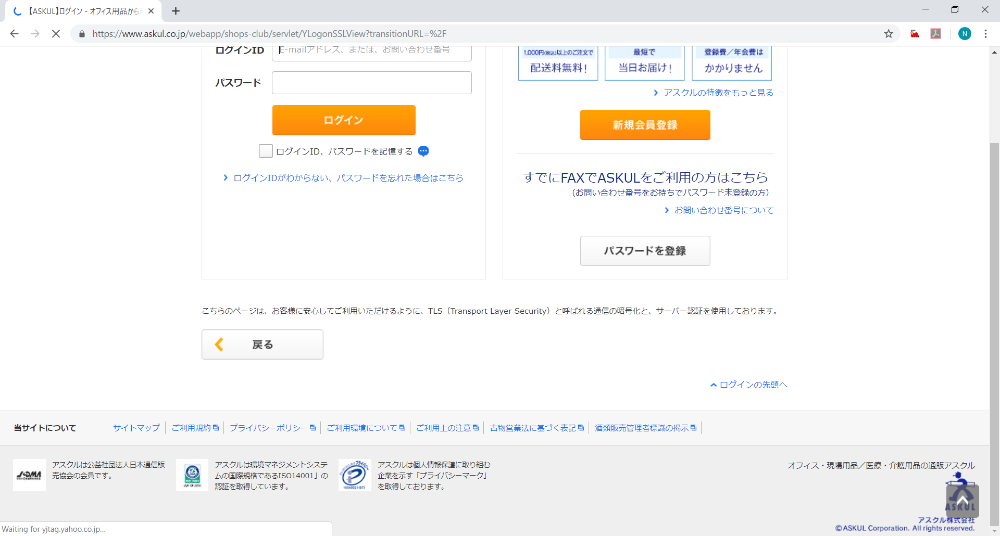 【ASKUL】ログイン - オフィス用品から
https://www.askul.co.jp/webapp/shops-club/servlet/YLogonSSLView?transitionURL=%2F
N
ログインID
E-mailアドレス、または、お問い合わせ番号
パスワード
ログイン
ログインID、パスワードを記憶する
ログインIDがわからない、パスワードを忘れた場合はこちら
1,000円(税込)以上のご注文で
配送料無料！
最短で
当日お届け！
登録費／年会費は
かかりません
アスクルの特徴をもっと見る
新規会員登録
すでにFAXでASKULをご利用の方はこちら
（お問い合わせ番号をお持ちでパスワード未登録の方）
お問い合わせ番号について
パスワードを登録
こちらのページは、お客様に安心してご利用いただけるように、TLS（Transport Layer Security）と呼ばれる通信の暗号化と、サーバー認証を使用しております。
戻る
ログインの先頭へ
当サイトについて
サイトマップ
ご利用規約
プライバシーポリシー
ご利用環境について
ご利用上の注意
古物営業法に基づく表記
酒類販売管理者標識の掲示
JADMA
アスクルは公益社団法人日本通信販
売協会の会員です。
アスクルは環境マネジメントシステ
ムの国際規格であるISO14001」の
認証を取得しています。
アスクルは個人情報保護に取り組む
企業を示す「プライバシーマーク」
を取得しております。
オフィス・現場用品／医療・介護用品の通販アスクル
ASKUL
アスクル株式会社
©ASKUL Corporation. All rights reserved.
Waiting for yjtag.yahoo.co.jp...